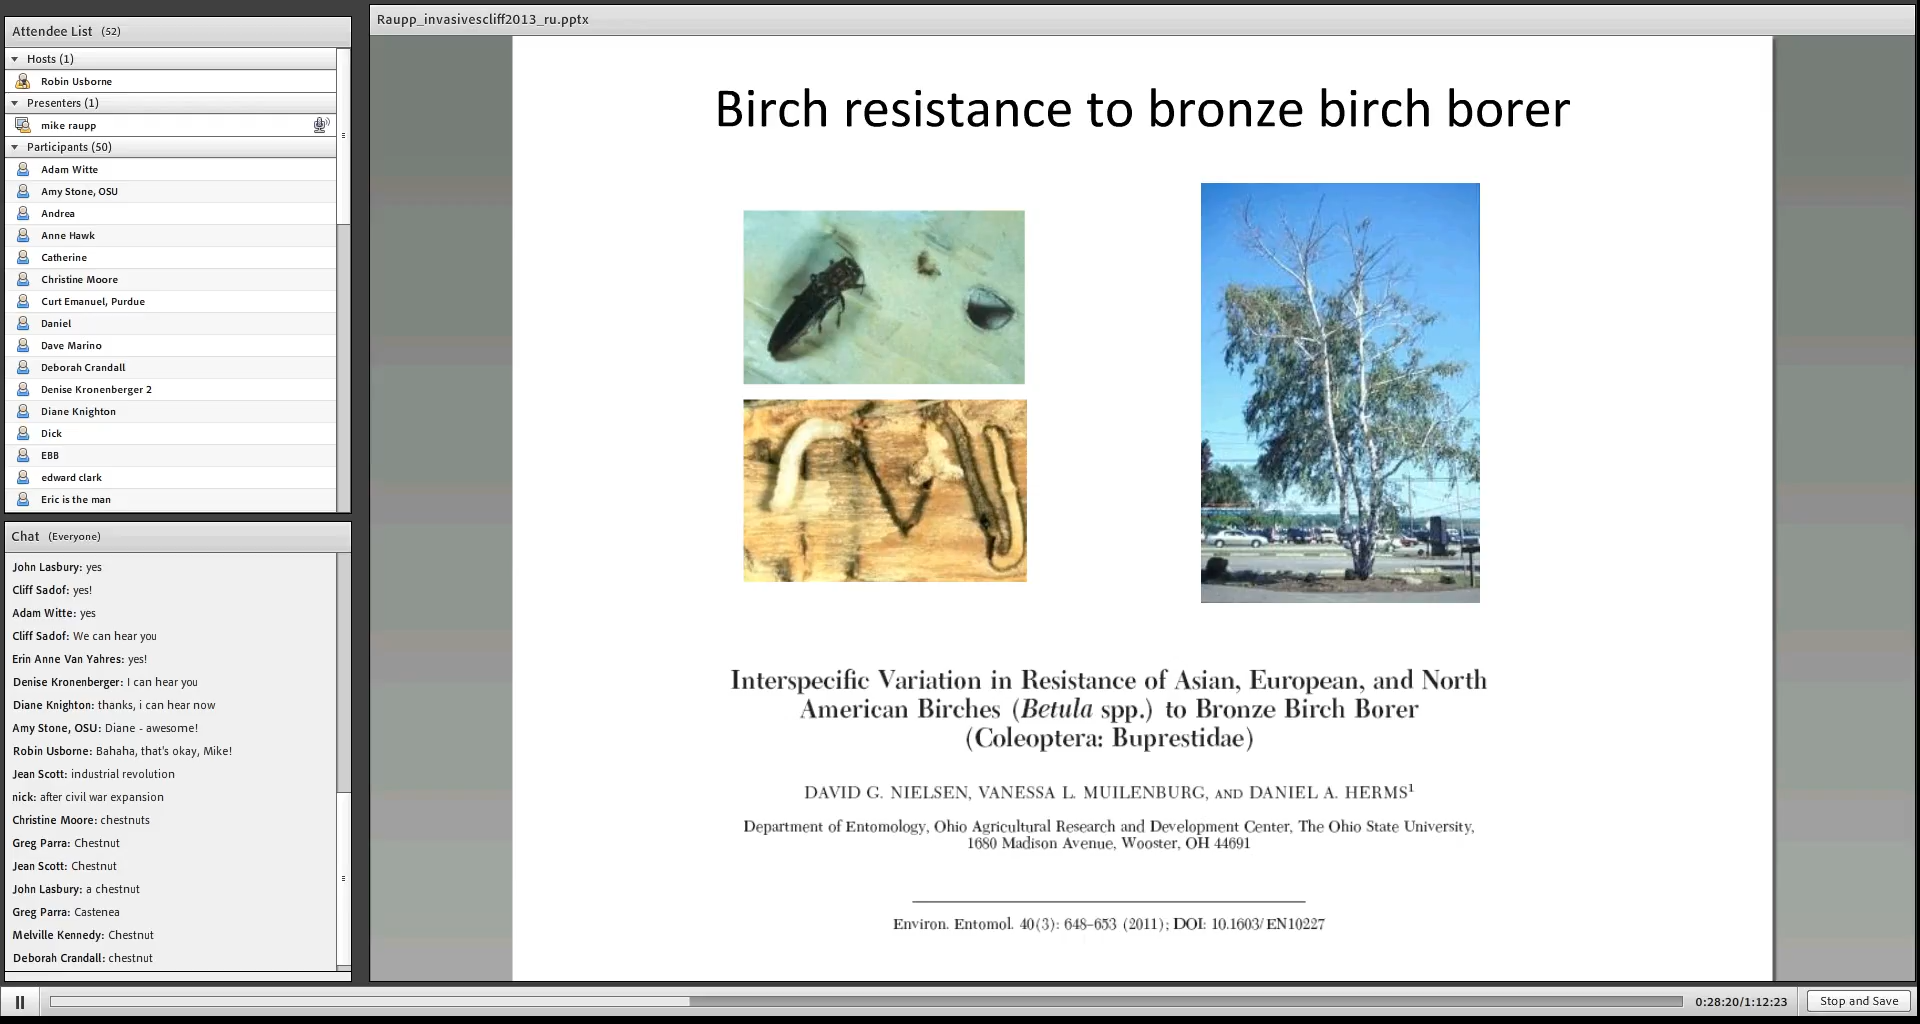 Attendee List (52)
Hosts (1)
Robin Usborne
Presenters (1)
mike raupp
Participants (50)
Adam Witte
Amy Stone, OSU
Andrea
Anne Hawk
Catherine
Christine Moore
Curt Emanuel, Purdue
Daniel
Dave Marino
Deborah Crandall
Denise Kronenberger 2
Diane Knighton
Dick
EBB
edward clark
Eric is the man
Chat (Everyone)
John Lasbury: yes
Cliff Sadof: yes!
Adam Witte: yes
Cliff Sadof: We can hear you
Erin Anne Van Yahres: yes!
Denise Kronenberger: I can hear you
Diane Knighton: thanks, i can hear now
Amy Stone, OSU: Diane - awesome!
Robin Usborne: Bahaha, that's okay, Mike!
Jean Scott: industrial revolution
nick: after civil war expansion
Christine Moore: chestnuts
Greg Parra: Chestnut
Jean Scott: Chestnut
John Lasbury: a chestnut
Greg Parra: Castenea
Melville Kennedy: Chestnut
Deborah Crandall: chestnut
Raupp_invasivescliff2013_ru.pptx
Birch resistance to bronze birch borer
Interspecific Variation in Resistance of Asian, European, and North
American Birches (Betula spp.) to Bronze Birch Borer
(Coleoptera: Buprestidae)
DAVID G. NIELSEN, VANESSA L. MUILENBURG, AND DANIEL A. HERMS¹
Department of Entomology, Ohio Agricultural Research and Development Center, The Ohio State University,
1680 Madison Avenue, Wooster, OH 44691
Environ. Entomol. 40(3): 648–653 (2011); DOI: 10.1603/EN10227
0:28:20/1:12:23
Stop and Save